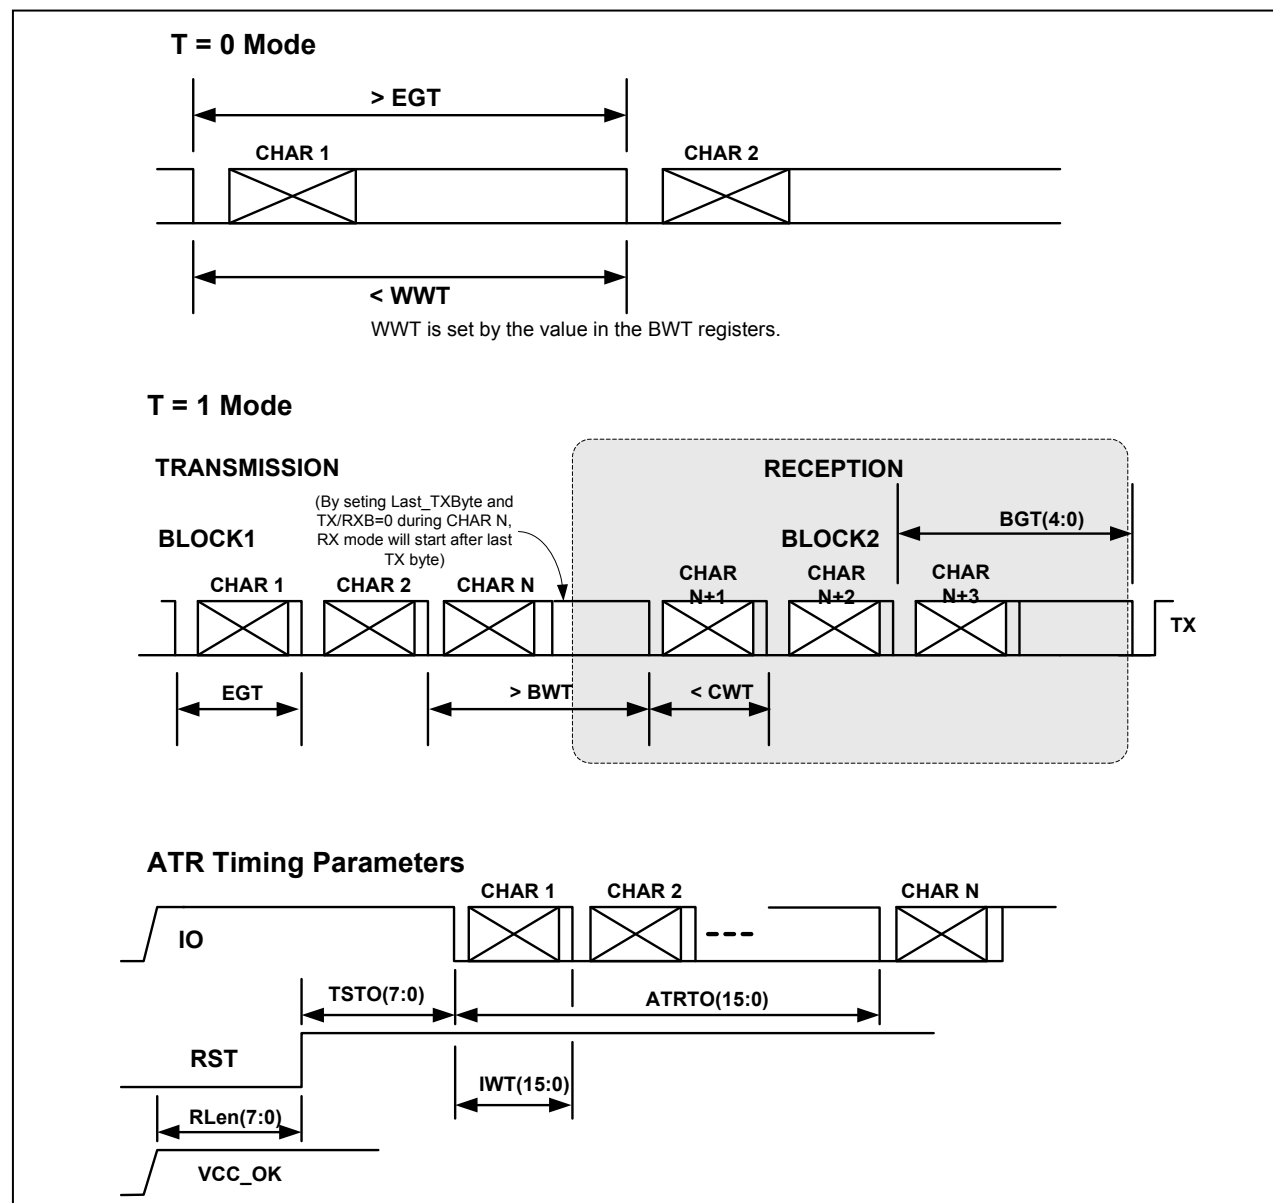 T = 0 Mode
> EGT
CHAR 1
CHAR 2
< WWT
WWT is set by the value in the BWT registers.
T = 1 Mode
TRANSMISSION
RECEPTION
(By seting Last_TXByte and
TX/RXB=0 during CHAR N,
RX mode will start after last
TX byte)
BGT(4:0)
BLOCK1
BLOCK2
CHAR 1
CHAR 2
CHAR N
CHAR
N+1
CHAR
N+2
CHAR
N+3
TX
EGT
> BWT
< CWT
ATR Timing Parameters
CHAR 1
CHAR 2
CHAR N
IO
TSTO(7:0)
ATRTO(15:0)
RST
IWT(15:0)
RLen(7:0)
VCC_OK